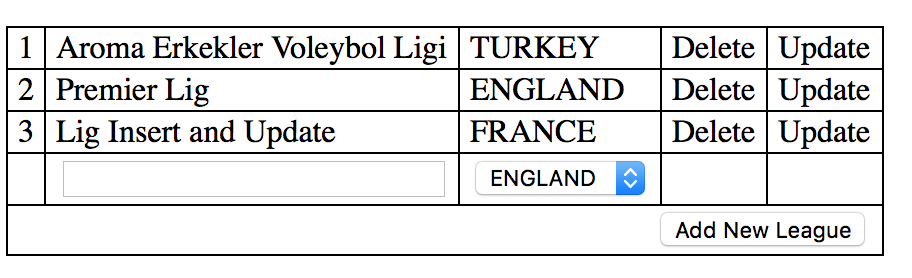 1 Aroma Erkekler Voleybol Ligi TURKEY Delete Update
2 Premier Lig ENGLAND Delete Update
3 Lig Insert and Update FRANCE Delete Update
ENGLAND
Add New League